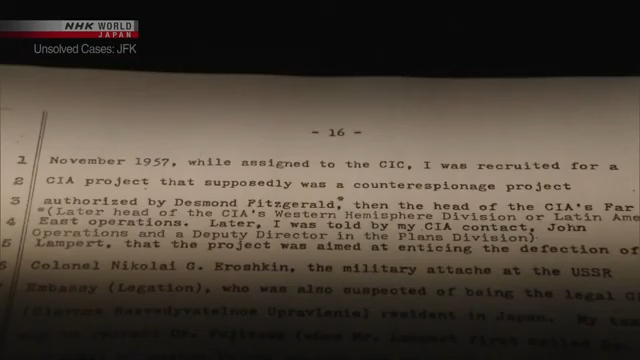 NHK WORLD
JAPAN
Unsolved Cases: JFK
- 16 -
1 November 1957, while assigned to the CIC, I was recruited for a
2 CIA project that supposedly was a counterespionage project
3 authorized by Desmond Fitzgerald,* then the head of the CIA's Far
*(Later head of the CIA's Western Hemisphere Division or Latin Ame
4 East operations. Later, I was told by my CIA contact, John
Operations and a Deputy Director in the Plans Division)
5 Lampert, that the project was aimed at enticing the defection of
6 Colonel Nikolai G. Eroshkin, the military attache at the USSR
Embassy (Legation), who was also suspected of being the legal G
resident in Japan. My